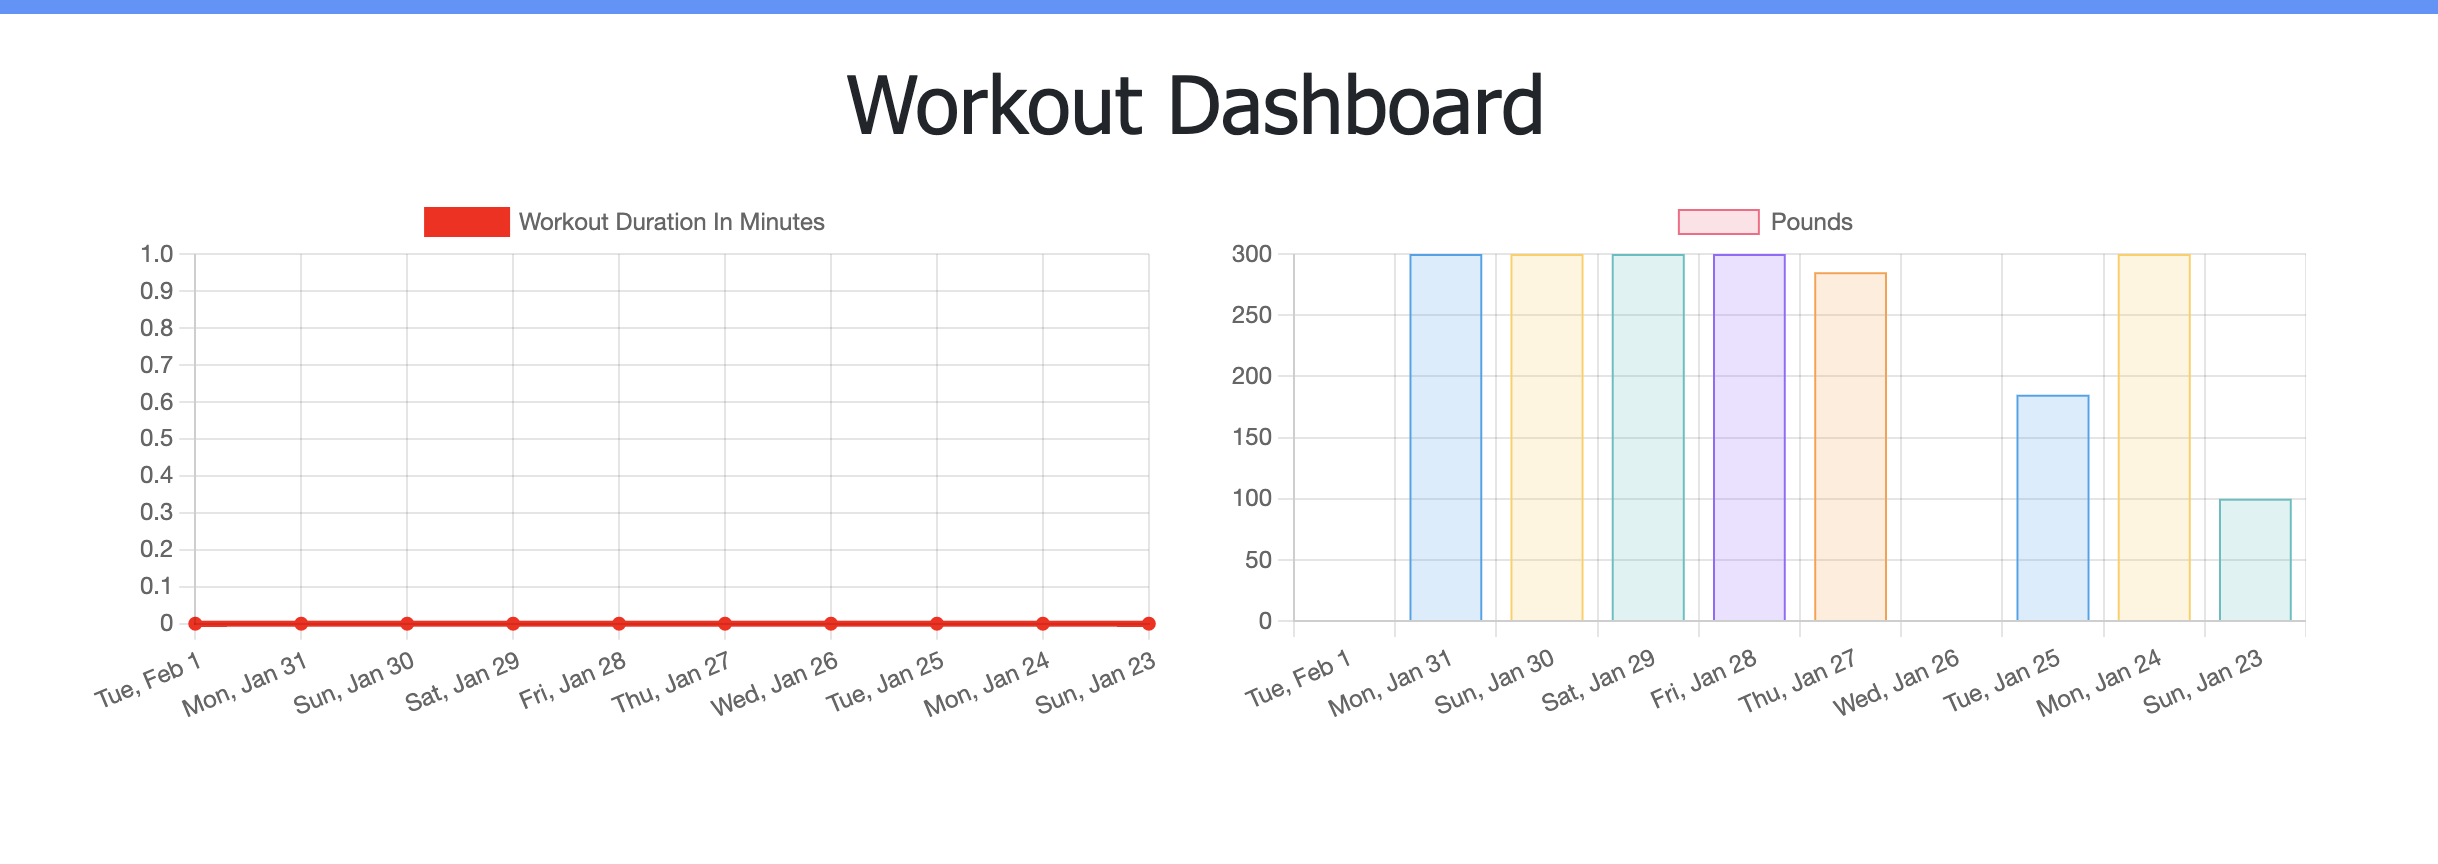 Workout Dashboard
Workout Duration In Minutes
1.0
0.9
0.8
0.7
0.6
0.5
0.4
0.3
0.2
0.1
0
Tue, Feb 1
Mon, Jan 31
Sun, Jan 30
Sat, Jan 29
Fri, Jan 28
Thu, Jan 27
Wed, Jan 26
Tue, Jan 25
Mon, Jan 24
Sun, Jan 23
Pounds
300
250
200
150
100
50
0
Tue, Feb 1
Mon, Jan 31
Sun, Jan 30
Sat, Jan 29
Fri, Jan 28
Thu, Jan 27
Wed, Jan 26
Tue, Jan 25
Mon, Jan 24
Sun, Jan 23